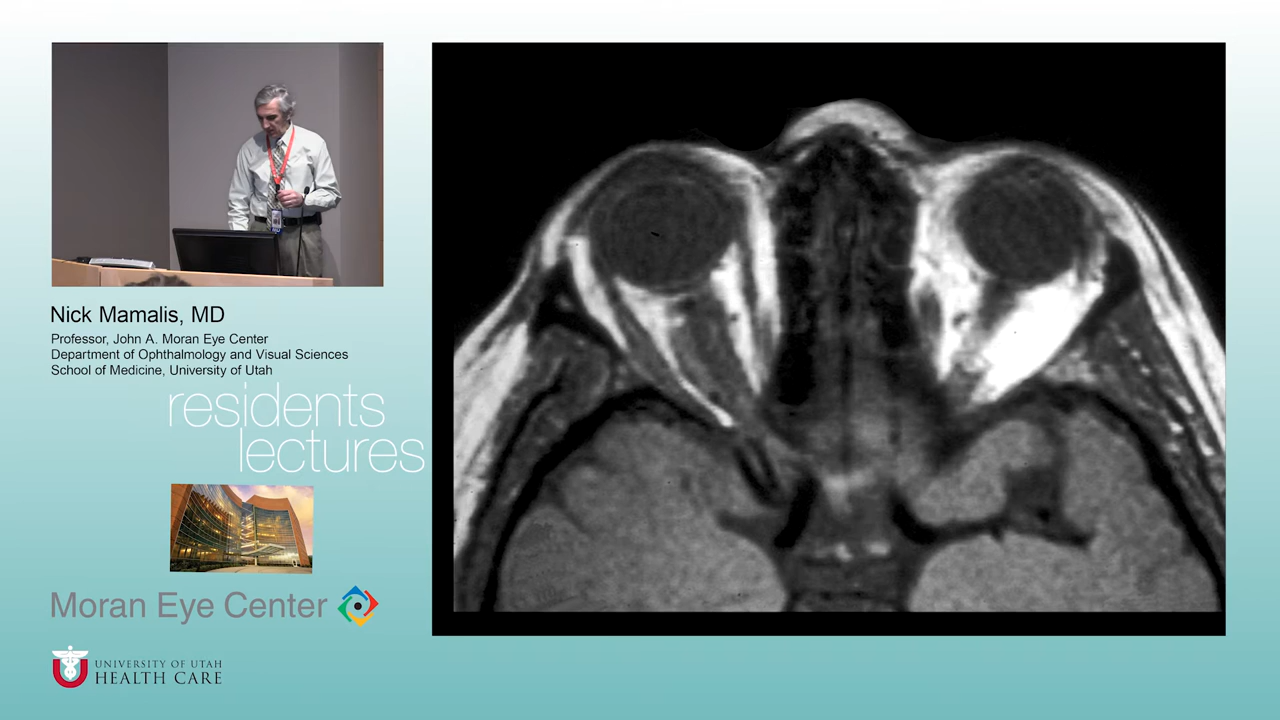 Nick Mamalis, MD
Professor, John A. Moran Eye Center
Department of Ophthalmology and Visual Sciences
School of Medicine, University of Utah
residents
lectures
Moran Eye Center
U
UNIVERSITY OF UTAH
HEALTH CARE